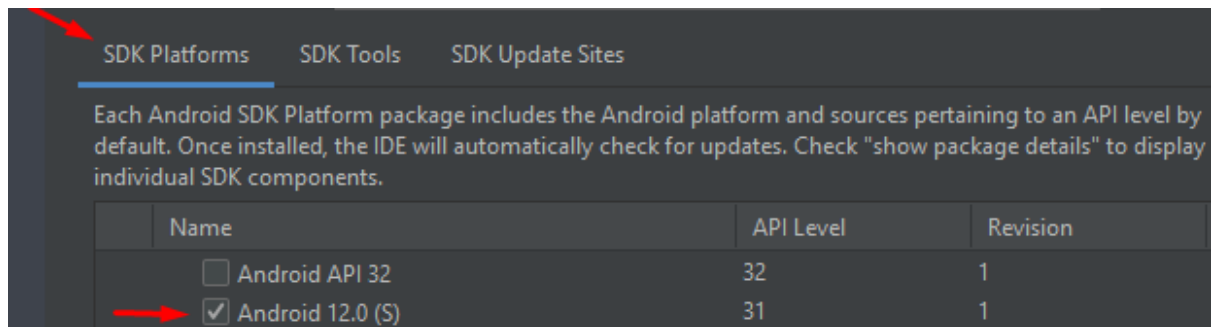 SDK Platforms SDK Tools SDK Update Sites
Each Android SDK Platform package includes the Android platform and sources pertaining to an API level by
default. Once installed, the IDE will automatically check for updates. Check "show package details" to display
individual SDK components.
Name API Level Revision
Android API 32 32 1
Android 12.0 (S) 31 1